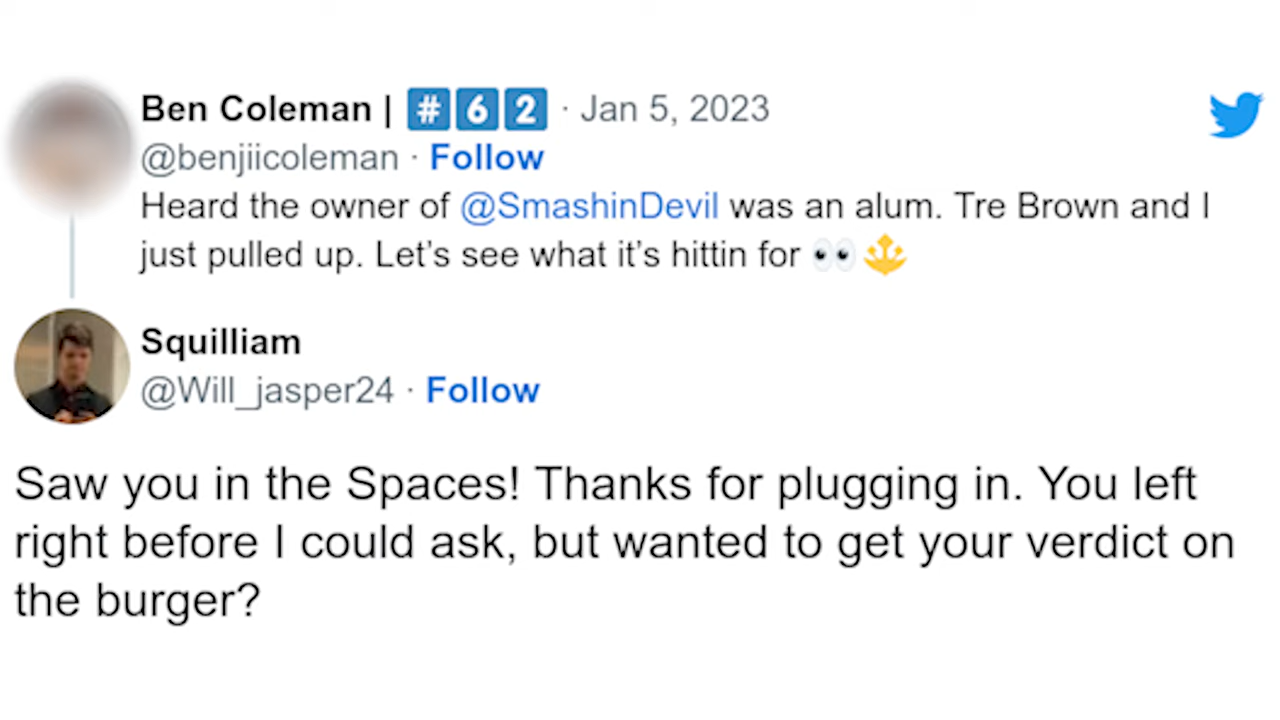 Ben Coleman | #️⃣6️⃣2️⃣ · Jan 5, 2023
@benjiicoleman · Follow
Heard the owner of @SmashinDevil was an alum. Tre Brown and I
just pulled up. Let’s see what it’s hittin for 👀🔱
Squilliam
@Will_jasper24 · Follow
Saw you in the Spaces! Thanks for plugging in. You left
right before I could ask, but wanted to get your verdict on
the burger?